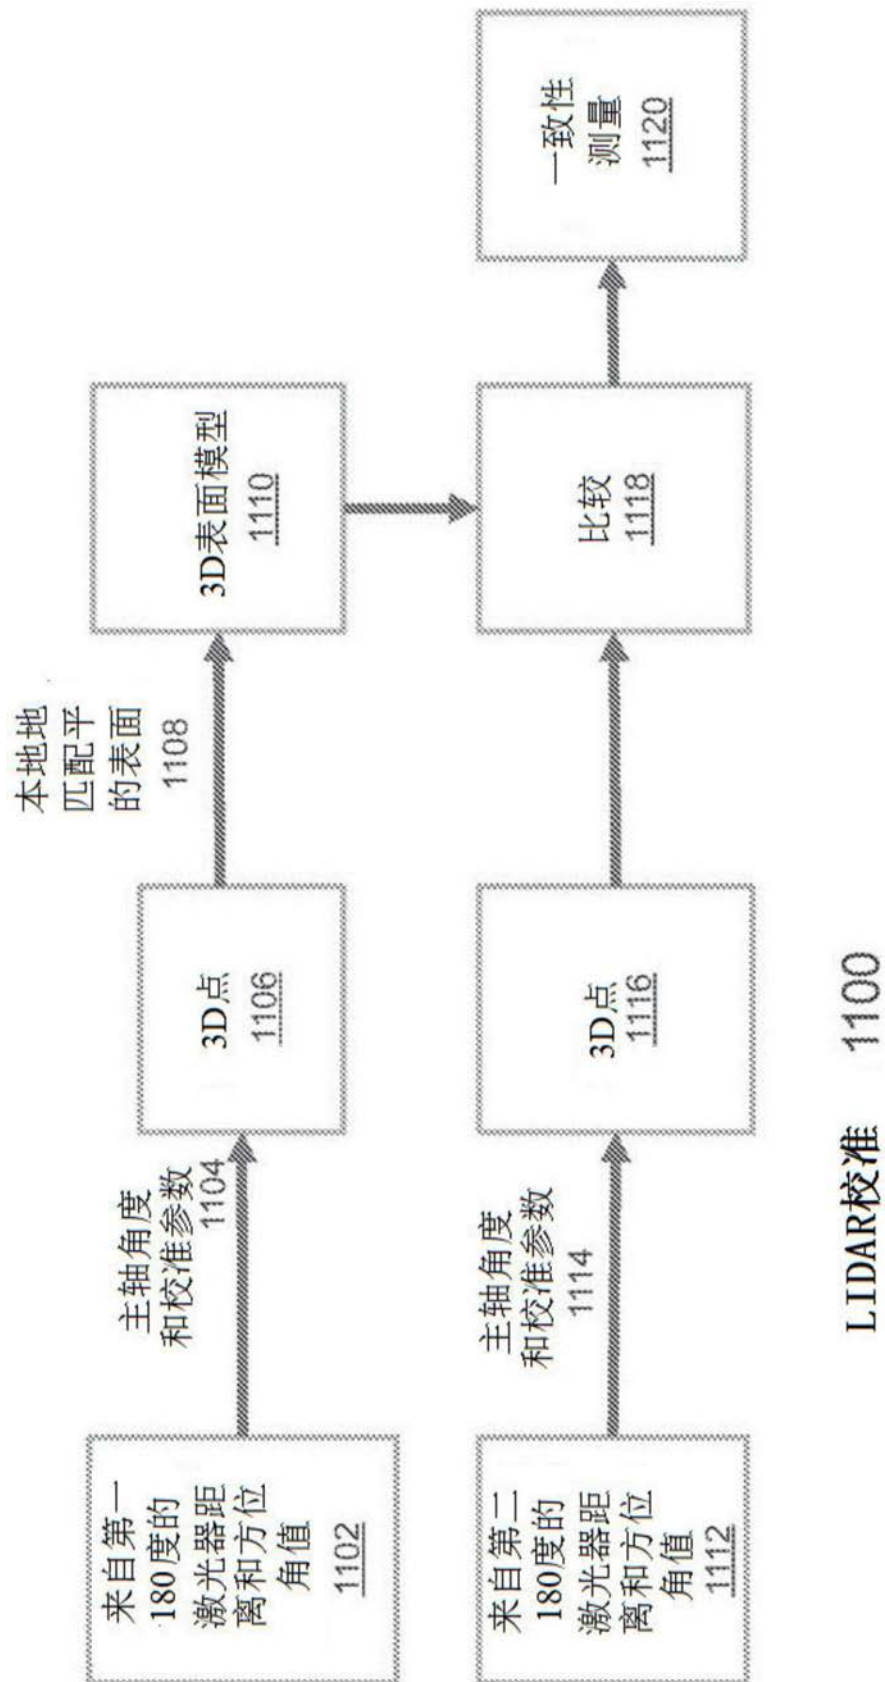 来自第一
180度的
激光器距
离和方位
角值
1102
主轴角度
和校准参数
1104
3D点
1106
本地地
匹配平
的表面
1108
3D表面模型
1110
来自第二
180度的
激光器距
离和方位
角值
1112
主轴角度
和校准参数
1114
3D点
1116
比较
1118
一致性
测量
1120
LIDAR校准 1100